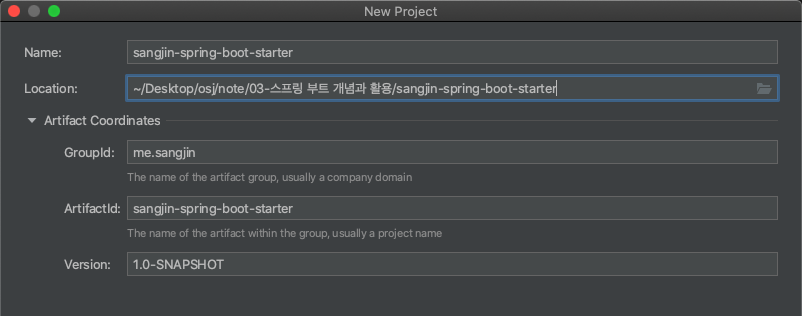 New Project
Name: sangjin-spring-boot-starter
Location: ~/Desktop/osj/note/03-스프링 부트 개념과 활용/sangjin-spring-boot-starter
Artifact Coordinates
GroupId: me.sangjin
The name of the artifact group, usually a company domain
ArtifactId: sangjin-spring-boot-starter
The name of the artifact within the group, usually a project name
Version: 1.0-SNAPSHOT